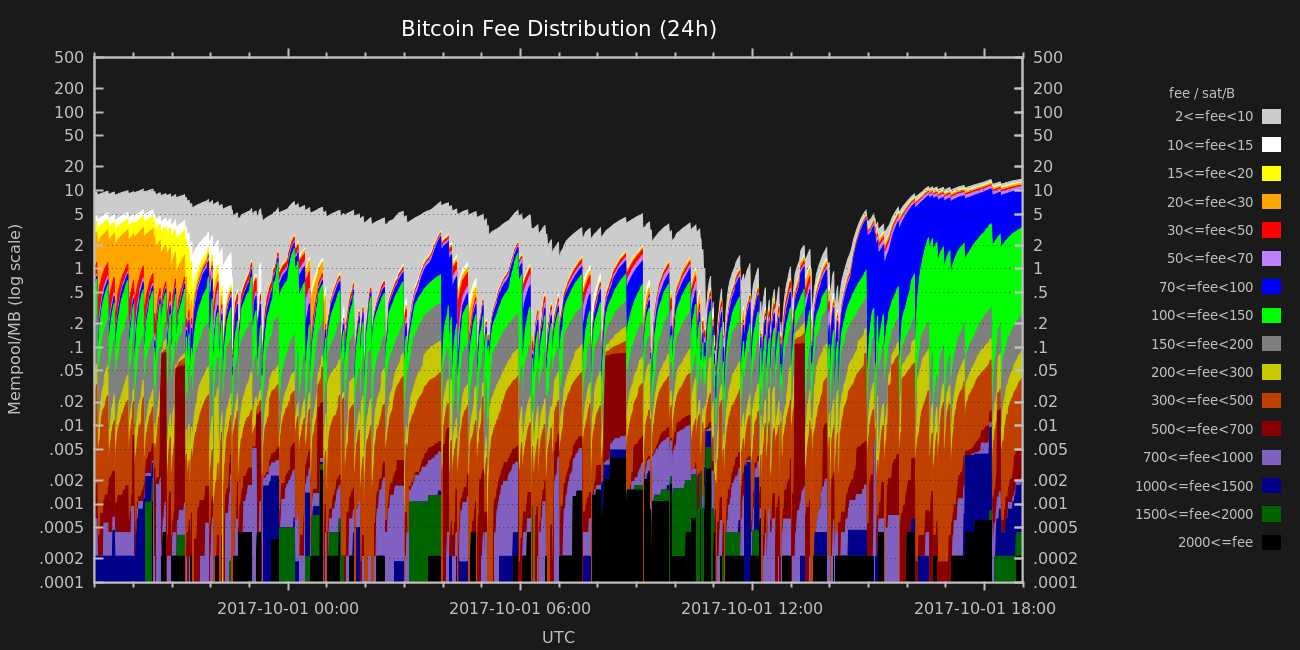 Bitcoin Fee Distribution (24h)
500 500
200 200
100 100
50 50
20 20
10 10
5 5
2 2
1 1
.5 .5
.2 .2
.1 .1
.05 .05
.02 .02
.01 .01
.005 .005
.002 .002
.001 .001
.0005 .0005
.0002 .0002
.0001 .0001
Mempool/MB (log scale)
2017-10-01 00:00 2017-10-01 06:00 2017-10-01 12:00 2017-10-01 18:00
UTC
fee / sat/B
2<=fee<10
10<=fee<15
15<=fee<20
20<=fee<30
30<=fee<50
50<=fee<70
70<=fee<100
100<=fee<150
150<=fee<200
200<=fee<300
300<=fee<500
500<=fee<700
700<=fee<1000
1000<=fee<1500
1500<=fee<2000
2000<=fee